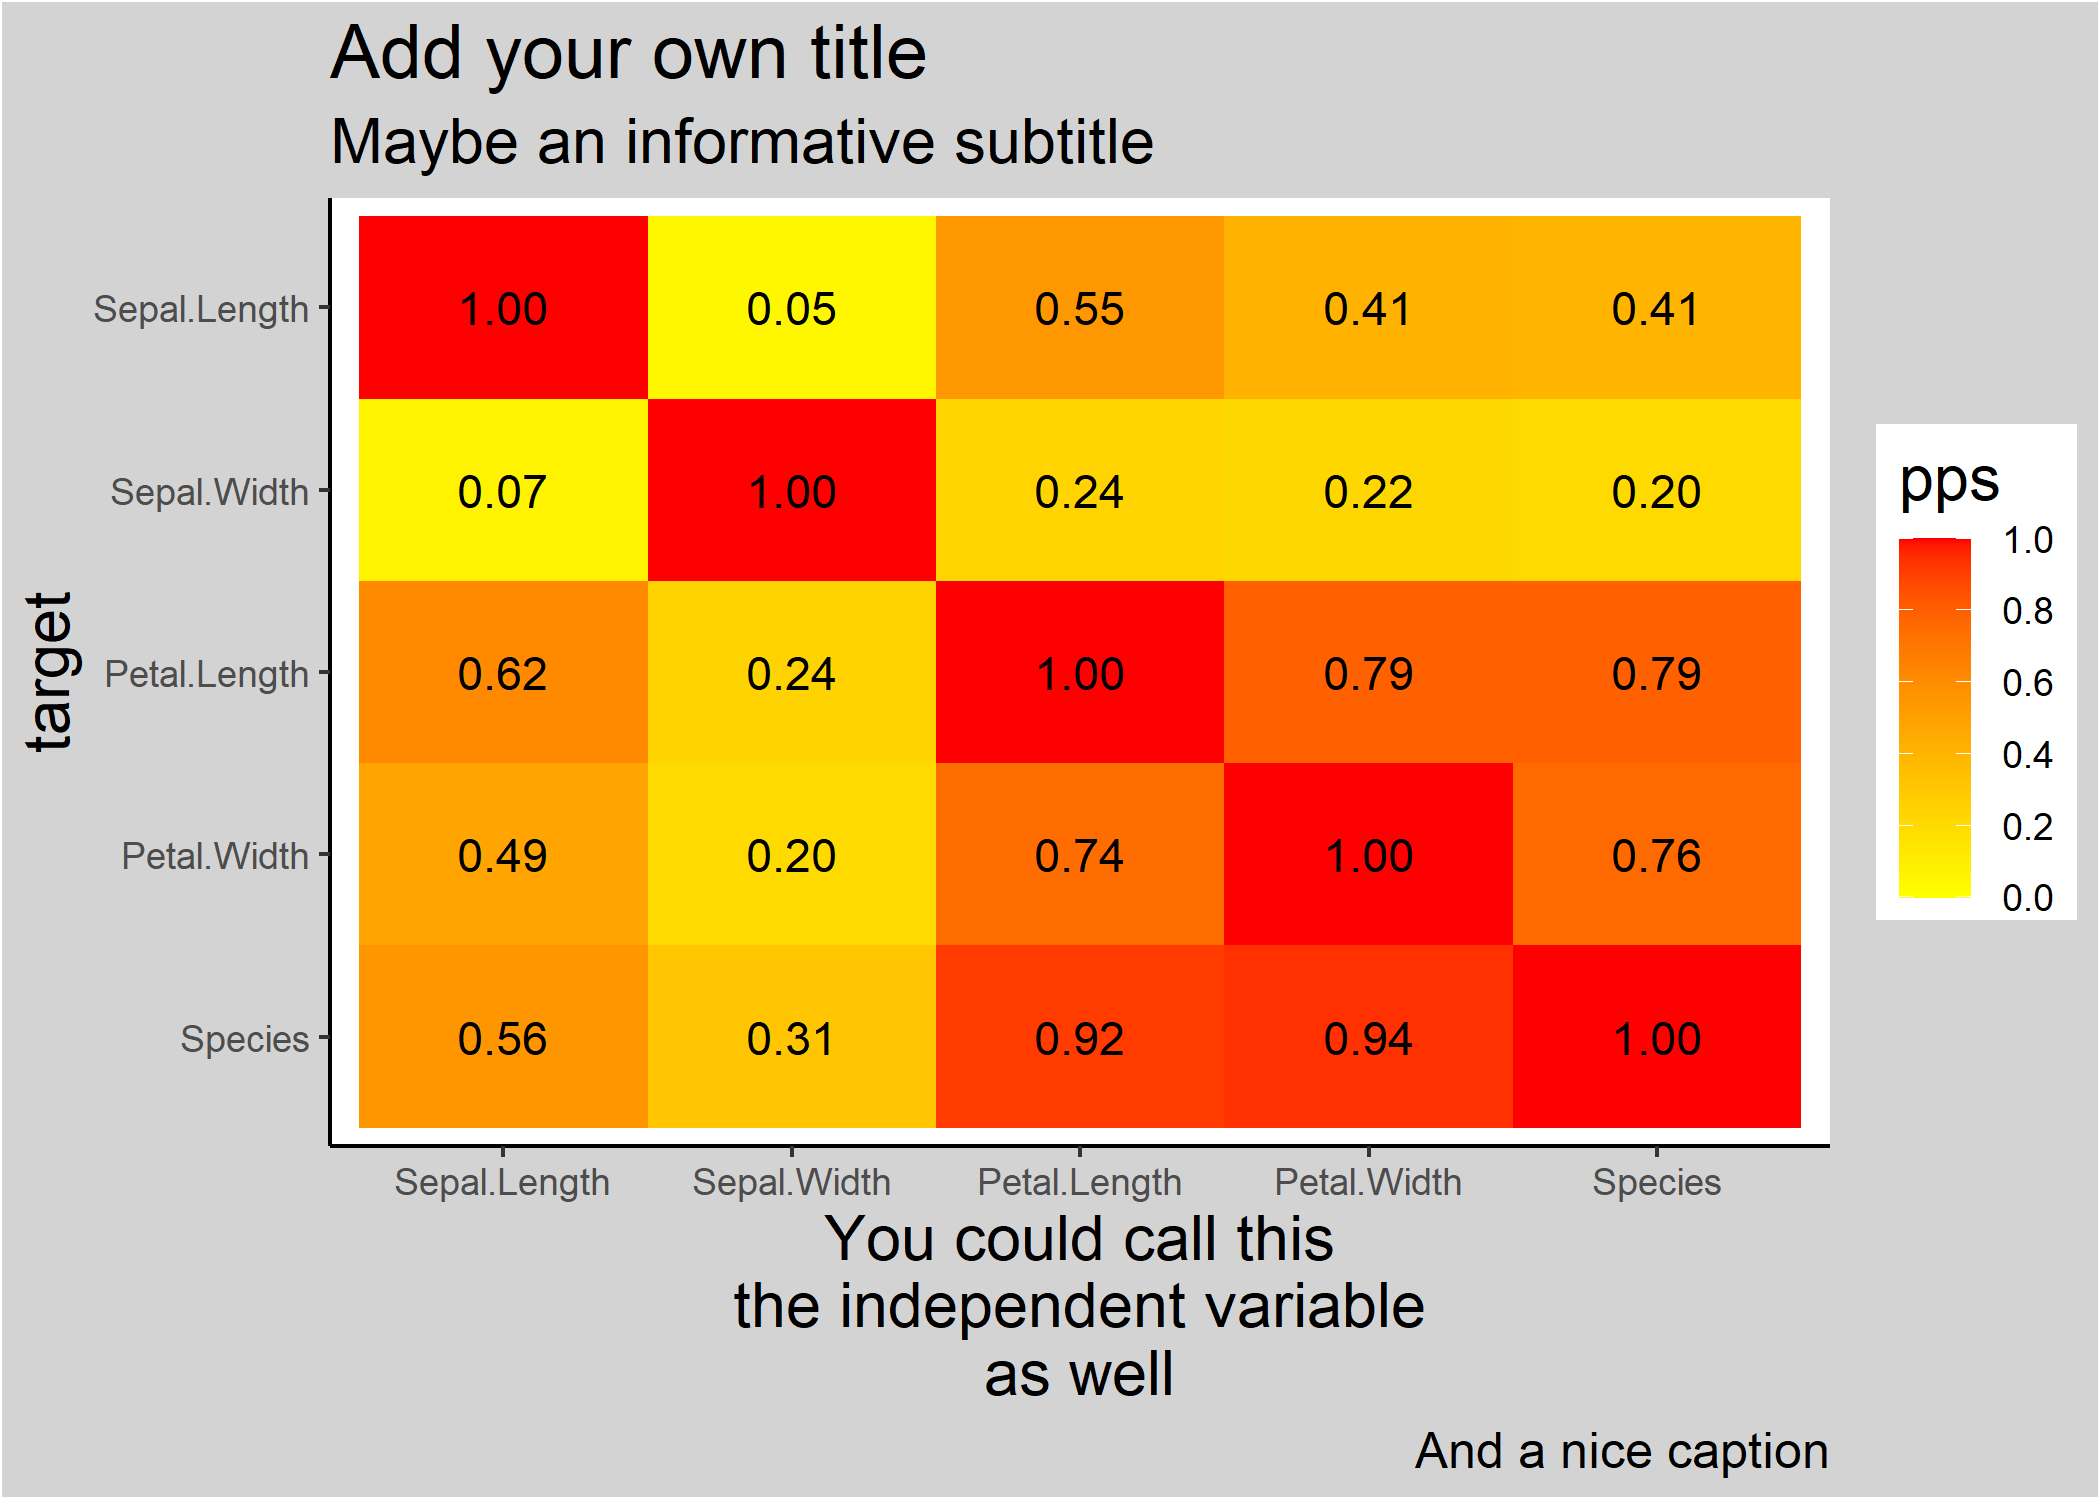 Add your own title
Maybe an informative subtitle
target
Sepal.Length 1.00 0.05 0.55 0.41 0.41
Sepal.Width 0.07 1.00 0.24 0.22 0.20
Petal.Length 0.62 0.24 1.00 0.79 0.79
Petal.Width 0.49 0.20 0.74 1.00 0.76
Species 0.56 0.31 0.92 0.94 1.00
Sepal.Length Sepal.Width Petal.Length Petal.Width Species
You could call this
the independent variable
as well
And a nice caption
pps
1.0
0.8
0.6
0.4
0.2
0.0